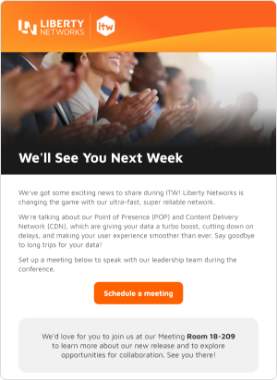 LIBERTY
NETWORKS
itw
We'll See You Next Week
We've got some exciting news to share during ITW! Liberty Networks is
changing the game with our ultra-fast, super reliable network.
We're talking about our Point of Presence (POP) and Content Delivery
Network (CDN), which are giving your data a turbo boost, cutting down on
delays, and making your user experience smoother than ever. Say goodbye
to long trips for your data!
Set up a meeting below to speak with our leadership team during the
conference.
Schedule a meeting
We'd love for you to join us at our Meeting Room 18-209
to learn more about our new release and to explore
opportunities for collaboration. See you there!